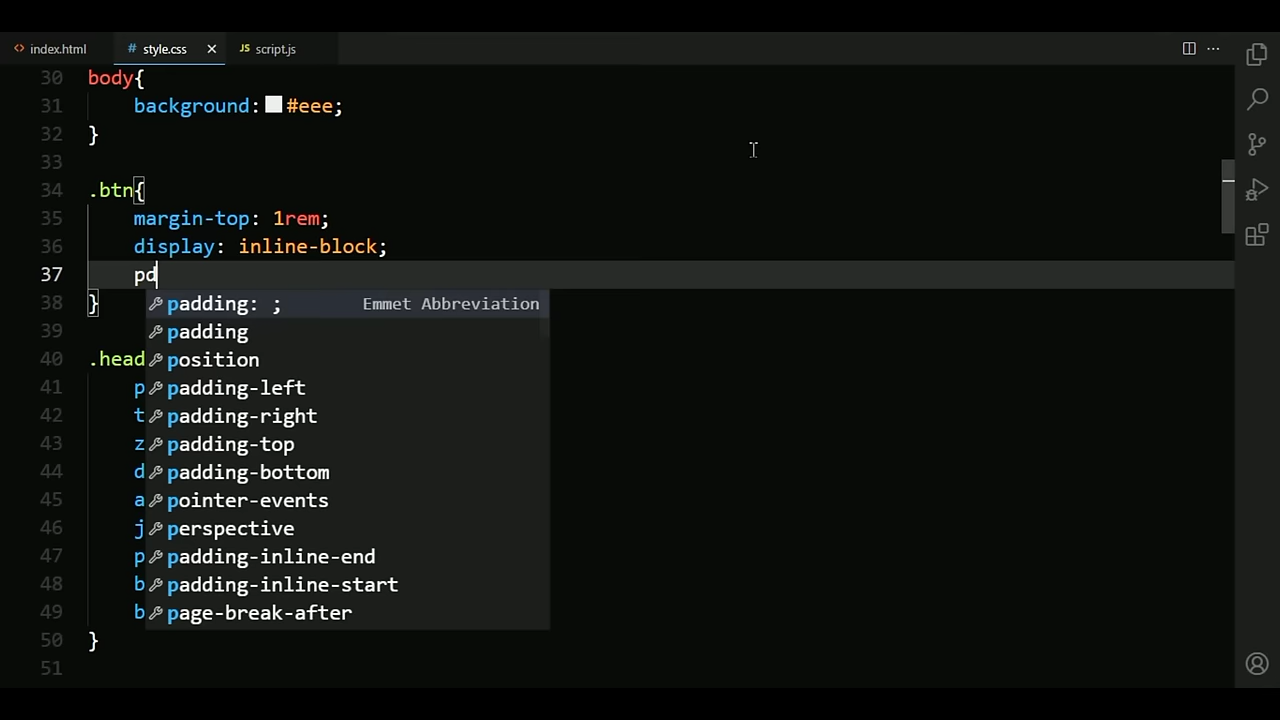 index.html
# style.css
JS script.js
30 body{
31 background: #eee;
32 }
33
34 .btn{
35 margin-top: 1rem;
36 display: inline-block;
37 pd
38 } padding: ; Emmet Abbreviation
39 padding
40 .head position
41 p padding-left
42 t padding-right
43 z padding-top
44 d padding-bottom
45 a pointer-events
46 j perspective
47 p padding-inline-end
48 b padding-inline-start
49 b page-break-after
50 }
51